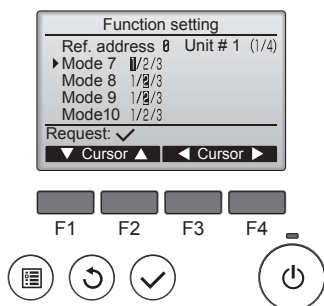 Function setting
Ref. address 0 Unit # 1 (1/4)
Mode 7 1/2/3
Mode 8 1/2/3
Mode 9 1/2/3
Mode10 1/2/3
Request: ✓
▼ Cursor ▲ ◀ Cursor ▶
F1 F2 F3 F4